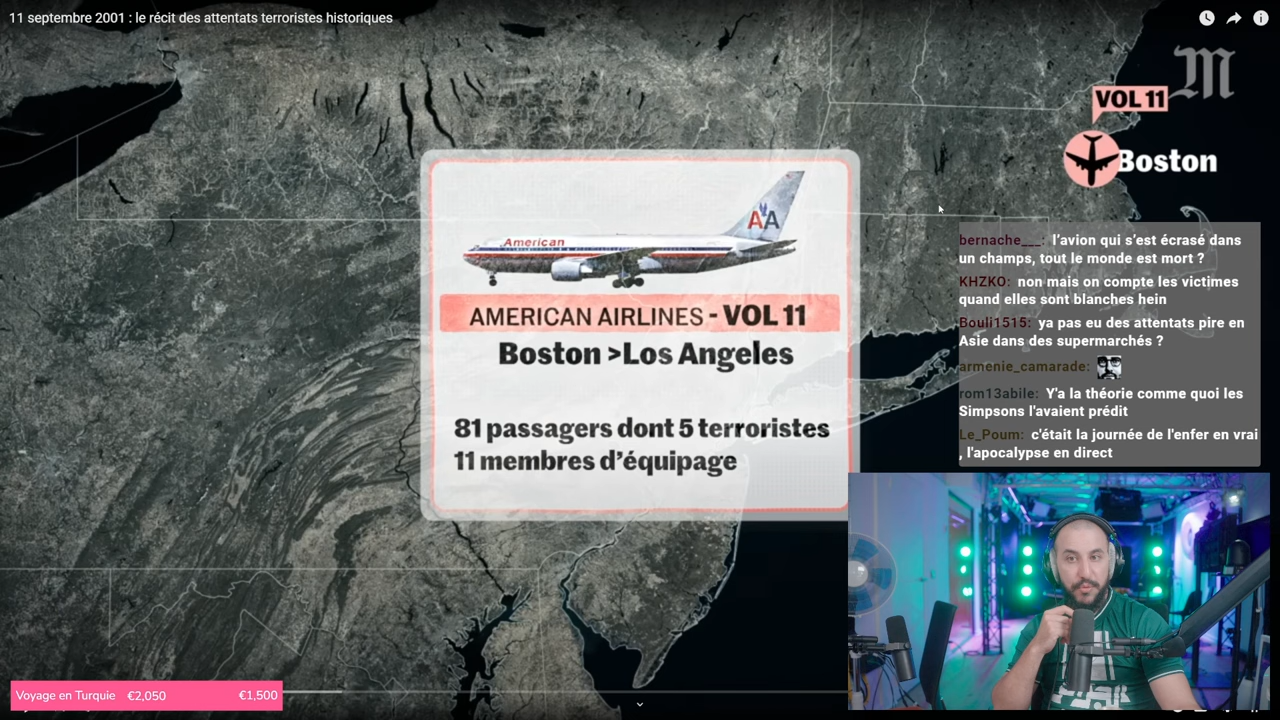 11 septembre 2001 : le récit des attentats terroristes historiques
M
VOL 11
Boston
American
AA
AMERICAN AIRLINES - VOL 11
Boston >Los Angeles
81 passagers dont 5 terroristes
11 membres d'équipage
bernache___: l'avion qui s'est écrasé dans
un champs, tout le monde est mort ?
KHZKO: non mais on compte les victimes
quand elles sont blanches hein
Bouli1515: ya pas eu des attentats pire en
Asie dans des supermarchés ?
armenie_camarade:
rom13abile: Y'a la théorie comme quoi les
Simpsons l'avaient prédit
Le_Poum: c'était la journée de l'enfer en vrai
, l'apocalypse en direct
Voyage en Turquie €2,050 €1,500